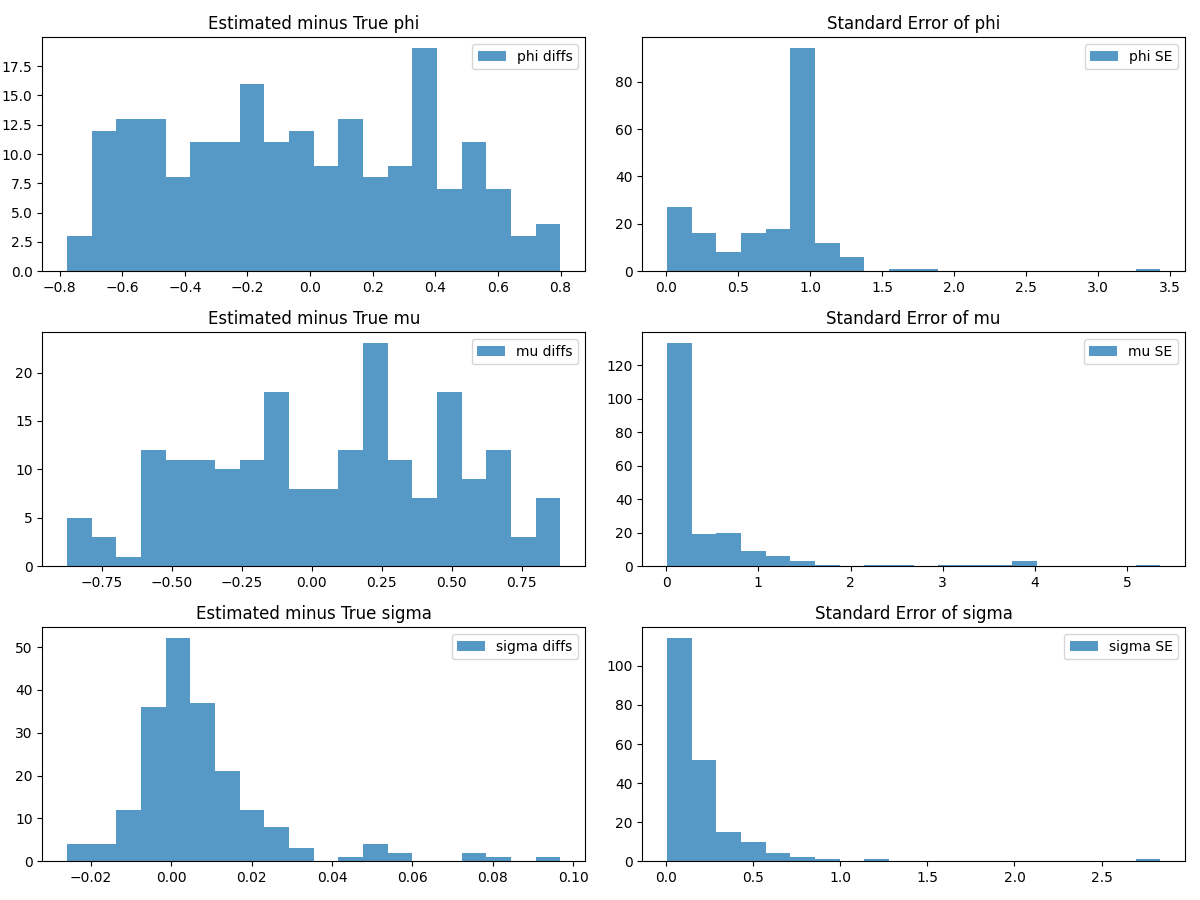 Estimated minus True phi
phi diffs
17.5
15.0
12.5
10.0
7.5
5.0
2.5
0.0
−0.8 −0.6 −0.4 −0.2 0.0 0.2 0.4 0.6 0.8
Standard Error of phi
phi SE
80
60
40
20
0
0.0 0.5 1.0 1.5 2.0 2.5 3.0 3.5
Estimated minus True mu
mu diffs
20
15
10
5
0
−0.75 −0.50 −0.25 0.00 0.25 0.50 0.75
Standard Error of mu
mu SE
120
100
80
60
40
20
0
0 1 2 3 4 5
Estimated minus True sigma
sigma diffs
50
40
30
20
10
0
−0.02 0.00 0.02 0.04 0.06 0.08 0.10
Standard Error of sigma
sigma SE
100
80
60
40
20
0
0.0 0.5 1.0 1.5 2.0 2.5